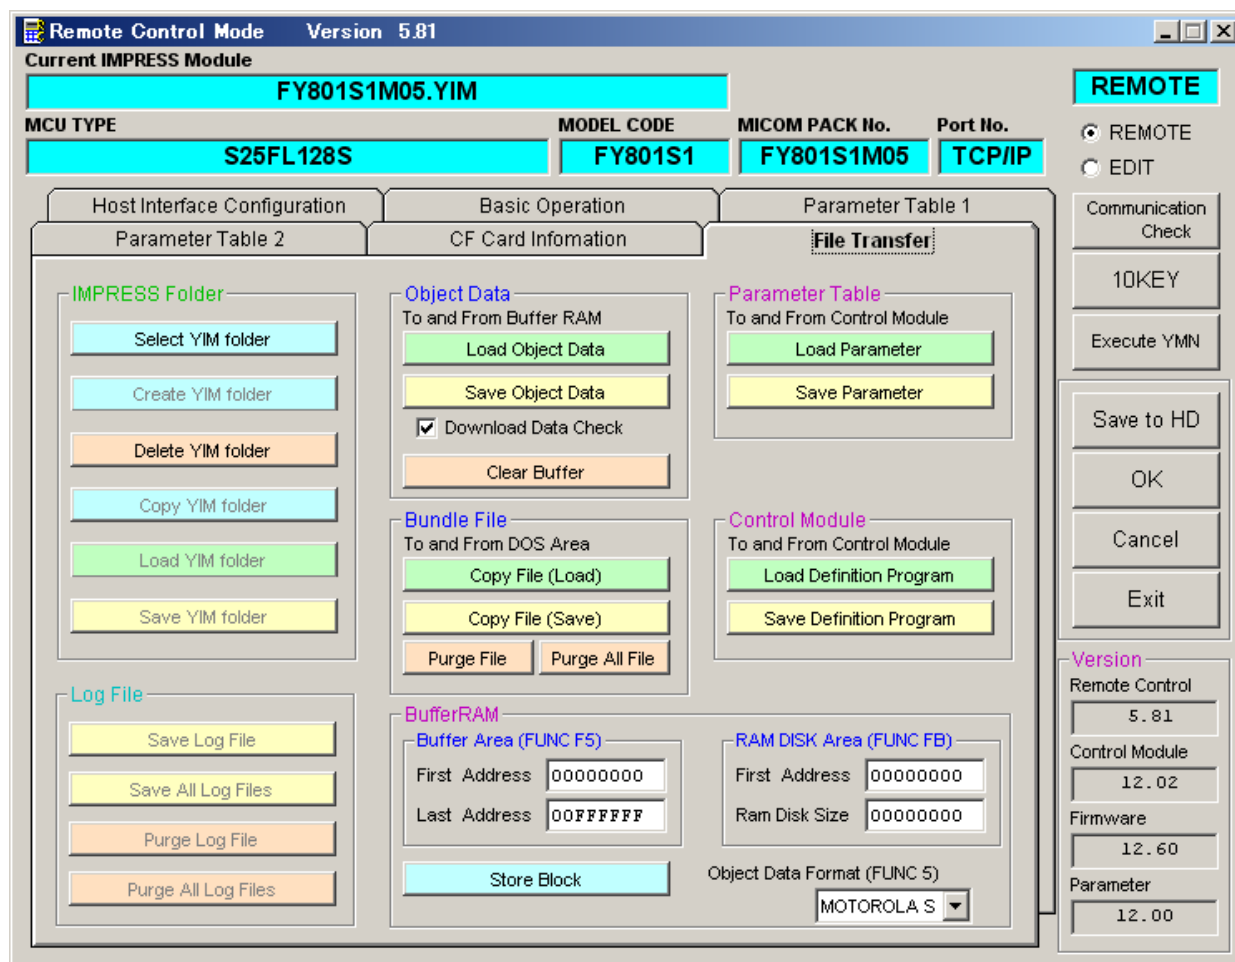 Remote Control Mode Version 5.81
Current IMPRESS Module
FY801S1M05.YIM
MCU TYPE
S25FL128S
MODEL CODE
FY801S1
MICOM PACK No.
FY801S1M05
Port No.
TCP/IP
REMOTE
REMOTE
EDIT
Host Interface Configuration
Basic Operation
Parameter Table 1
Parameter Table 2
CF Card Infomation
File Transfer
IMPRESS Folder
Select YIM folder
Create YIM folder
Delete YIM folder
Copy YIM folder
Load YIM folder
Save YIM folder
Log File
Save Log File
Save All Log Files
Purge Log File
Purge All Log Files
Object Data
To and From Buffer RAM
Load Object Data
Save Object Data
Download Data Check
Clear Buffer
Bundle File
To and From DOS Area
Copy File (Load)
Copy File (Save)
Purge File
Purge All File
Parameter Table
To and From Control Module
Load Parameter
Save Parameter
Control Module
To and From Control Module
Load Definition Program
Save Definition Program
BufferRAM
Buffer Area (FUNC F5)
First Address 00000000
Last Address 00FFFFFF
RAM DISK Area (FUNC FB)
First Address 00000000
Ram Disk Size 00000000
Store Block
Object Data Format (FUNC 5)
MOTOROLA S
Communication
Check
10KEY
Execute YMN
Save to HD
OK
Cancel
Exit
Version
Remote Control
5.81
Control Module
12.02
Firmware
12.60
Parameter
12.00